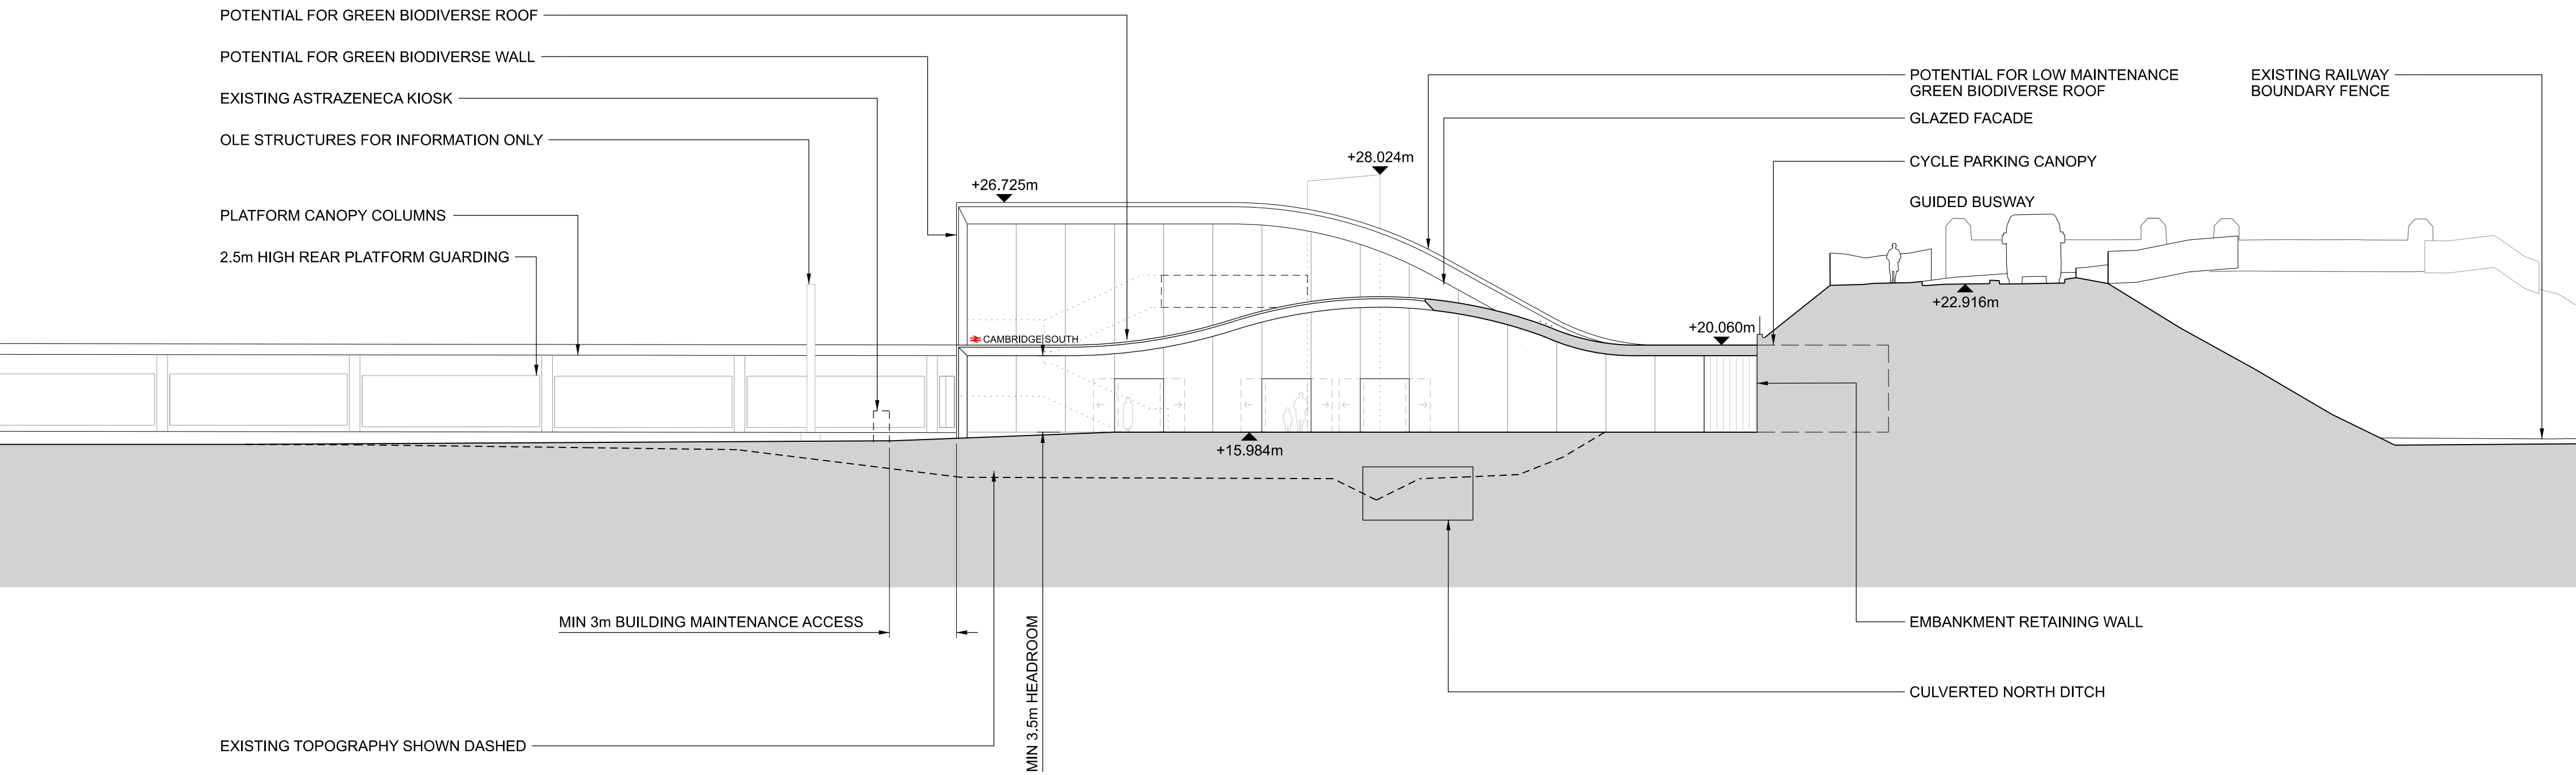 POTENTIAL FOR GREEN BIODIVERSE ROOF
POTENTIAL FOR GREEN BIODIVERSE WALL
EXISTING ASTRAZENECA KIOSK
OLE STRUCTURES FOR INFORMATION ONLY
PLATFORM CANOPY COLUMNS
2.5m HIGH REAR PLATFORM GUARDING
+26.725m
+28.024m
CAMBRIDGE SOUTH
+20.060m
+15.984m
POTENTIAL FOR LOW MAINTENANCE
GREEN BIODIVERSE ROOF
GLAZED FACADE
CYCLE PARKING CANOPY
GUIDED BUSWAY
+22.916m
EXISTING RAILWAY
BOUNDARY FENCE
MIN 3m BUILDING MAINTENANCE ACCESS
MIN 3.5m HEADROOM
EXISTING TOPOGRAPHY SHOWN DASHED
EMBANKMENT RETAINING WALL
CULVERTED NORTH DITCH